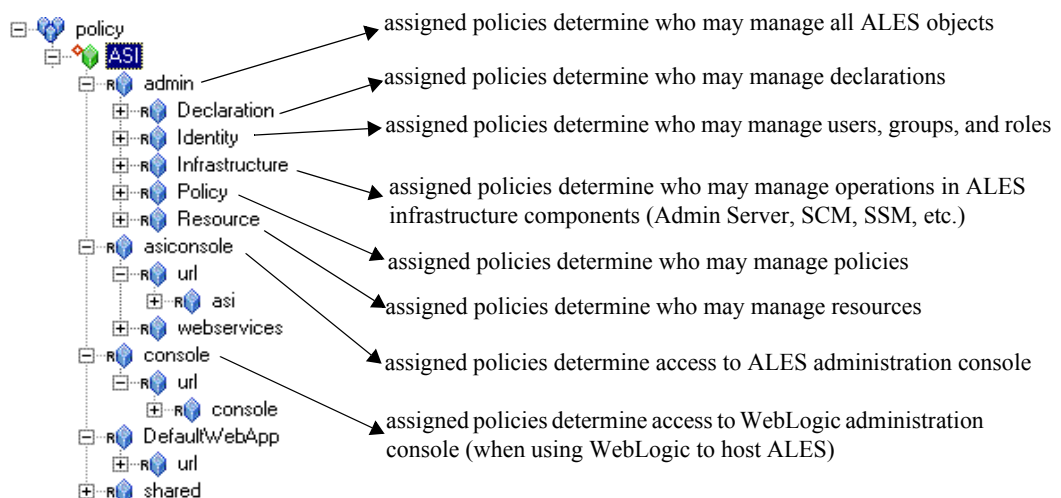 policy
assigned policies determine who may manage all ALES objects
ASI
admin
assigned policies determine who may manage declarations
Declaration
assigned policies determine who may manage users, groups, and roles
Identity
Infrastructure
assigned policies determine who may manage operations in ALES
infrastructure components (Admin Server, SCM, SSM, etc.)
Policy
Resource
asiconsole
assigned policies determine who may manage policies
url
asi
assigned policies determine who may manage resources
webservices
console
assigned policies determine access to ALES administration console
url
console
assigned policies determine access to WebLogic administration
console (when using WebLogic to host ALES)
DefaultWebApp
url
shared